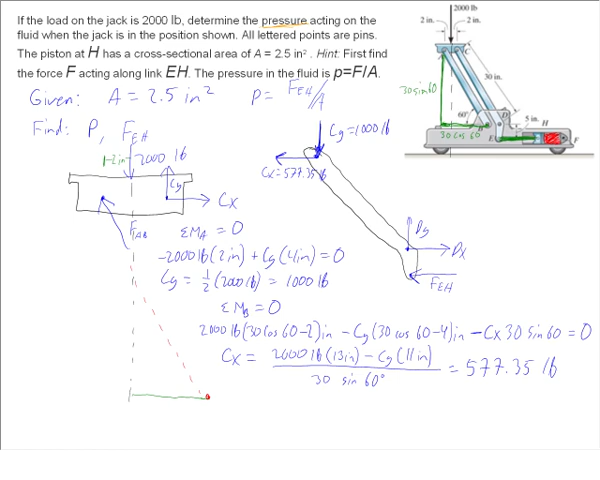 If the load on the jack is 2000 lb, determine the pressure acting on the
fluid when the jack is in the position shown. All lettered points are pins.
The piston at H has a cross-sectional area of A = 2.5 in². Hint: First find
the force F acting along link EH. The pressure in the fluid is p=F/A.
2000 lb
2 in.
2 in.
30 in.
60°
5 in.
H
E
F
30 sin 60
30 cos 60
Given: A = 2.5 in²
P = FEH/A
Find: P, FEH
2 in
2000 lb
Cy
Cx
FAB
Cy = 1000 lb
Cx = 577.35 lb
Dy
Dx
FEH
ΣMA = 0
-2000 lb (2 in) + Cy (4 in) = 0
Cy = 1/2 (2000 lb) = 1000 lb
ΣMB = 0
2000 lb (30 cos 60 - 2) in - Cy (30 cos 60 - 4) in - Cx 30 sin 60 = 0
Cx = 2000 lb (13 in) - Cy (11 in) / 30 sin 60° = 577.35 lb